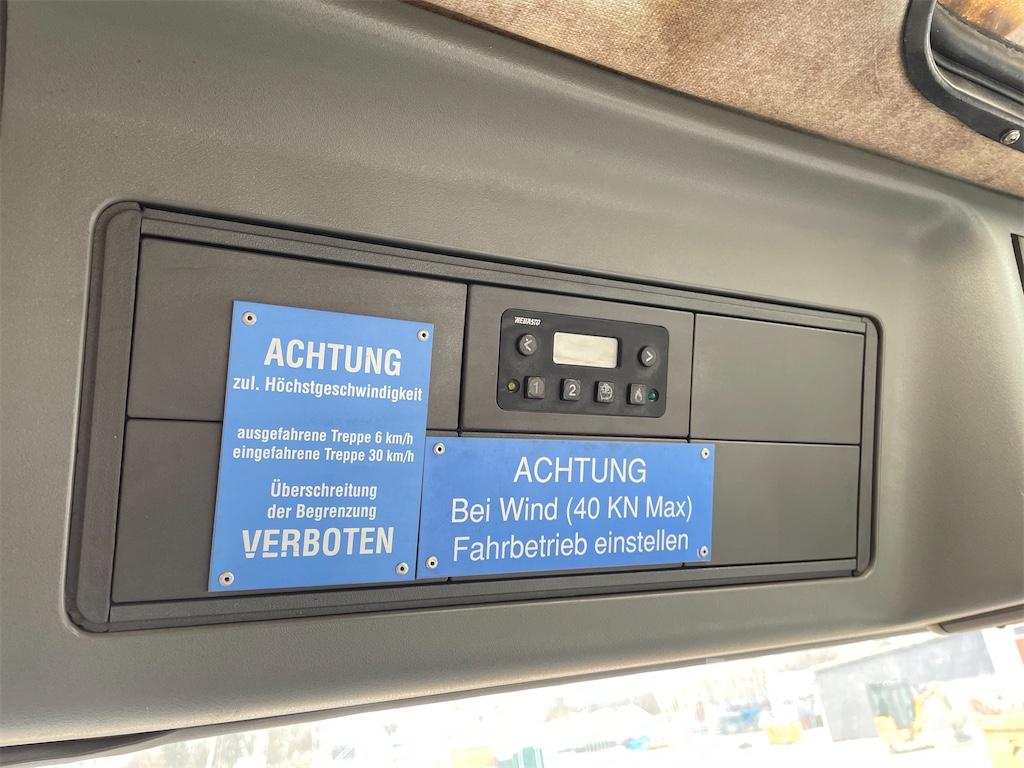 ACHTUNG
zul. Höchstgeschwindigkeit
ausgefahrene Treppe 6 km/h
eingefahrene Treppe 30 km/h
Überschreitung
der Begrenzung
VERBOTEN
WEBASTO
1
2
ACHTUNG
Bei Wind (40 KN Max)
Fahrbetrieb einstellen